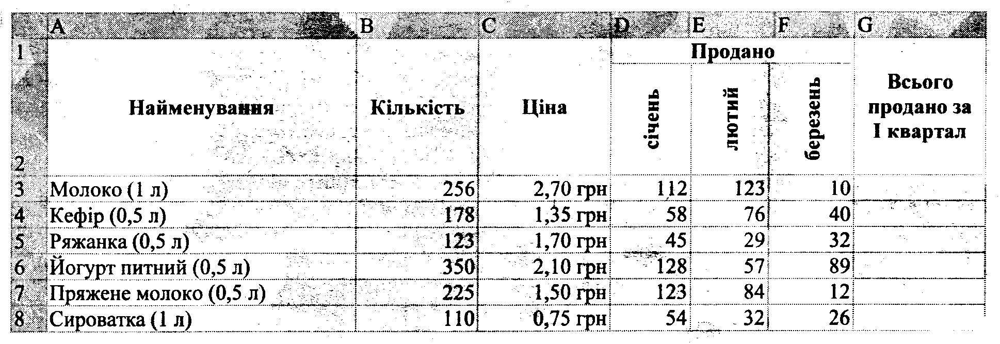 A B C D E F G
1 Продано
Найменування Кількість Ціна січень лютий березень Всього продано за І квартал
2
3 Молоко (1 л) 256 2,70 грн 112 123 10
4 Кефір (0,5 л) 178 1,35 грн 58 76 40
5 Ряжанка (0,5 л) 123 1,70 грн 45 29 32
6 Йогурт питний (0,5 л) 350 2,10 грн 128 57 89
7 Пряжене молоко (0,5 л) 225 1,50 грн 123 84 12
8 Сироватка (1 л) 110 0,75 грн 54 32 26